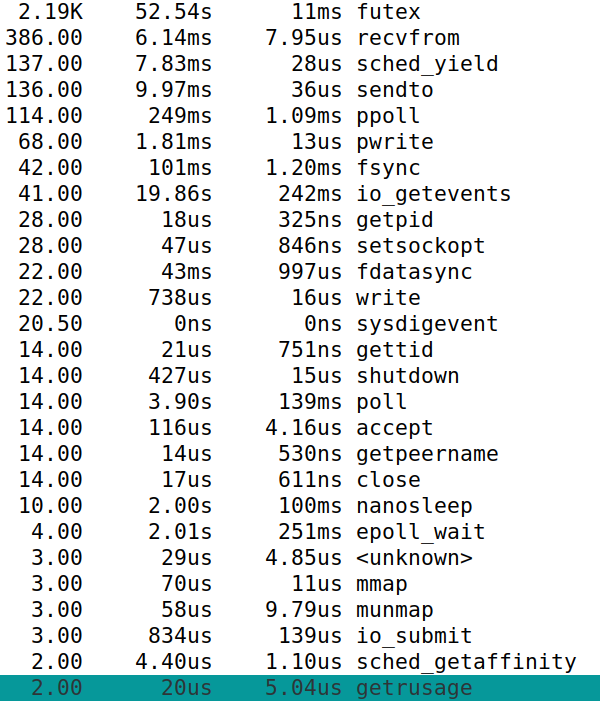 2.19K 52.54s 11ms futex
386.00 6.14ms 7.95us recvfrom
137.00 7.83ms 28us sched_yield
136.00 9.97ms 36us sendto
114.00 249ms 1.09ms ppoll
68.00 1.81ms 13us pwrite
42.00 101ms 1.20ms fsync
41.00 19.86s 242ms io_getevents
28.00 18us 325ns getpid
28.00 47us 846ns setsockopt
22.00 43ms 997us fdatasync
22.00 738us 16us write
20.50 0ns 0ns sysdigevent
14.00 21us 751ns gettid
14.00 427us 15us shutdown
14.00 3.90s 139ms poll
14.00 116us 4.16us accept
14.00 14us 530ns getpeername
14.00 17us 611ns close
10.00 2.00s 100ms nanosleep
4.00 2.01s 251ms epoll_wait
3.00 29us 4.85us <unknown>
3.00 70us 11us mmap
3.00 58us 9.79us munmap
3.00 834us 139us io_submit
2.00 4.40us 1.10us sched_getaffinity
2.00 20us 5.04us getrusage